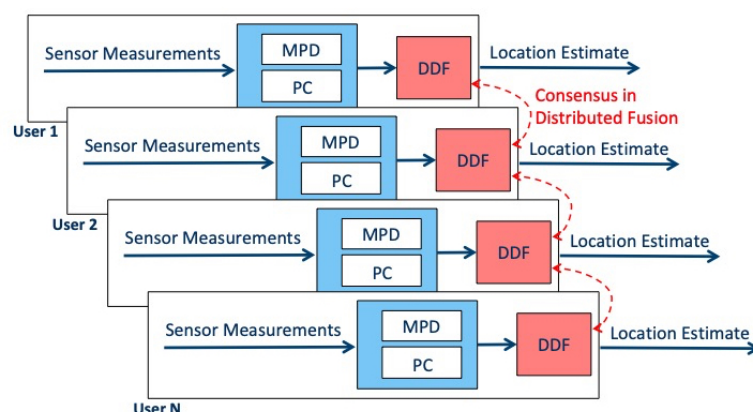 Sensor Measurements
MPD
PC
DDF
Location Estimate
Consensus in
Distributed Fusion
User 1
Sensor Measurements
MPD
PC
DDF
Location Estimate
User 2
Sensor Measurements
MPD
PC
DDF
Location Estimate
Sensor Measurements
MPD
PC
DDF
Location Estimate
User N